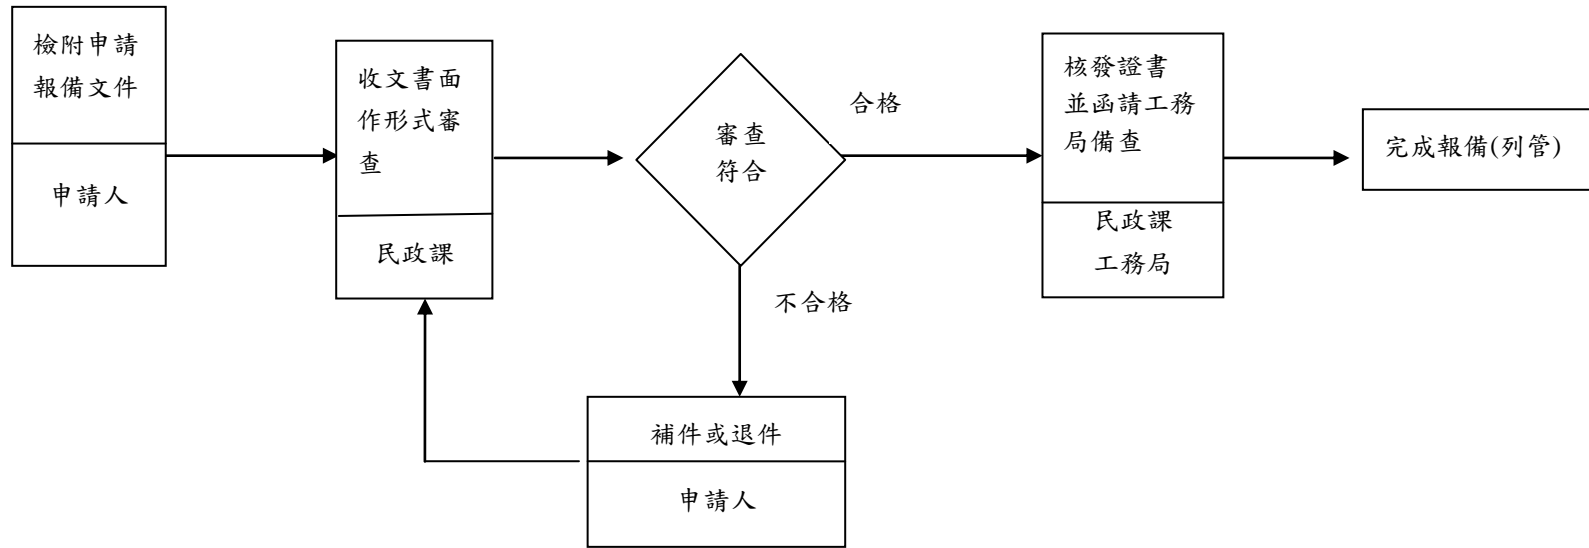 檢附申請
報備文件
申請人
收文書面
作形式審
查
民政課
審查
符合
合格
不合格
補件或退件
申請人
核發證書
並函請工務
局備查
民政課
工務局
完成報備(列管)